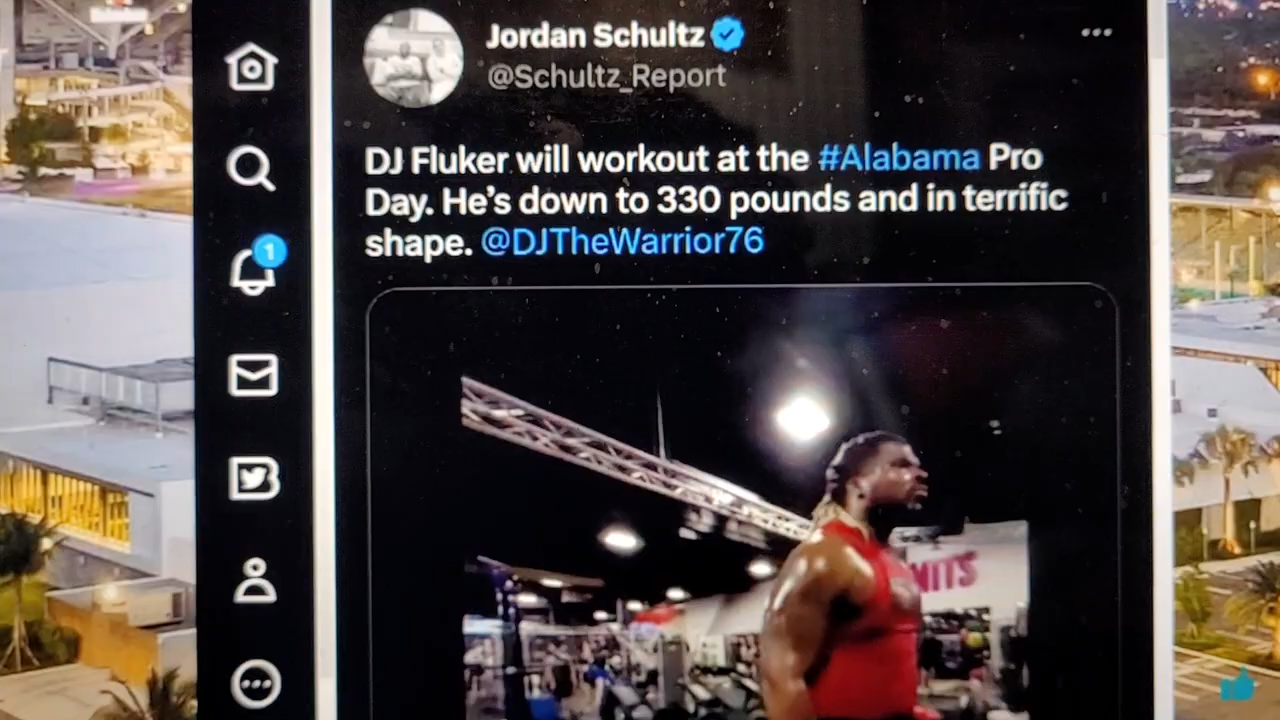 Jordan Schultz
@Schultz_Report
1
DJ Fluker will workout at the #Alabama Pro
Day. He's down to 330 pounds and in terrific
shape. @DJTheWarrior76